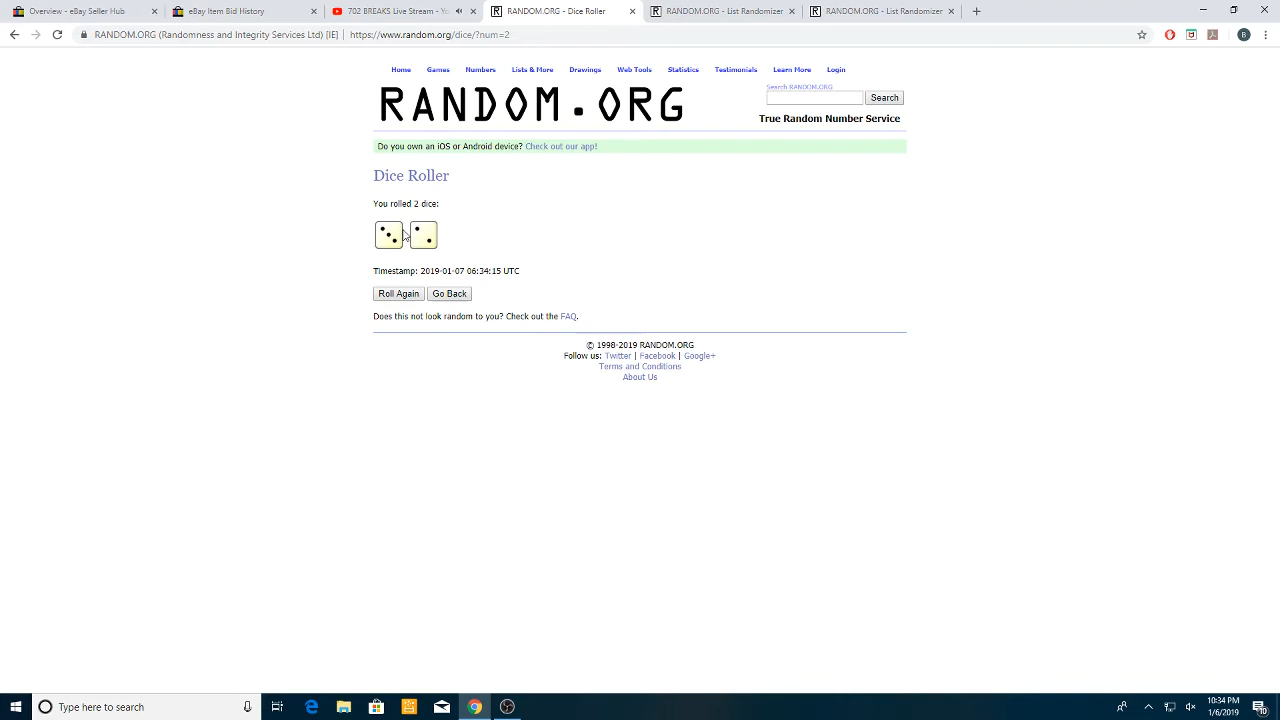 Overview - eBay Seller Hub
eBay Item Bid History
702 BREAKS Live Stream - Yo
RANDOM.ORG - Dice Roller
RANDOM.ORG - List Randomizer
RANDOM.ORG - List Randomizer
RANDOM.ORG (Randomness and Integrity Services Ltd) [IE] | https://www.random.org/dice/?num=2
B
Home Games Numbers Lists & More Drawings Web Tools Statistics Testimonials Learn More Login
RANDOM.ORG
Search RANDOM.ORG
Search
True Random Number Service
Do you own an iOS or Android device? Check out our app!
Dice Roller
You rolled 2 dice:
Timestamp: 2019-01-07 06:34:15 UTC
Roll Again Go Back
Does this not look random to you? Check out the FAQ.
© 1998-2019 RANDOM.ORG
Follow us: Twitter | Facebook | Google+
Terms and Conditions
About Us
Type here to search
10:34 PM
1/6/2019